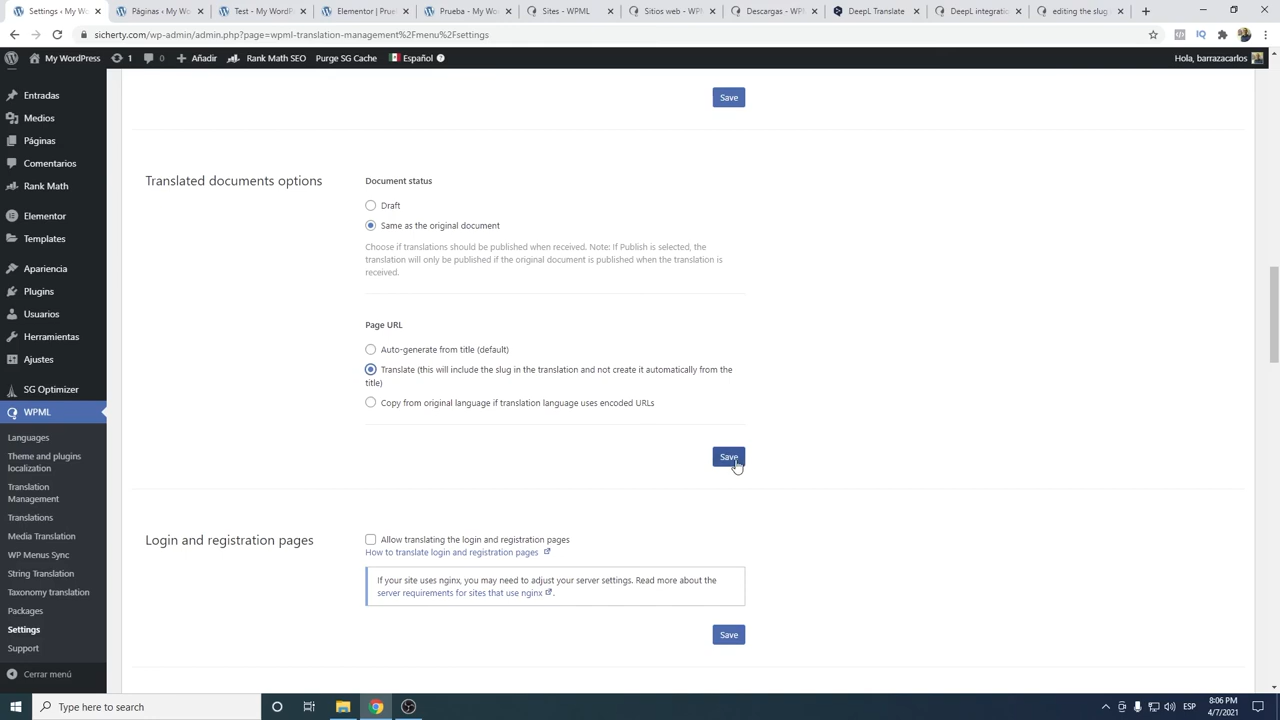 Páginas < My W
Test – My WordP
Elementor | Prue
Prueba – My Wo
Sites - WPML
Sitios web - WPM
Descargas - WPM
DeepL Translate
DeepL integratio
editing the slug
sicherty.com/wp-admin/admin.php?page=wpml-translation-management%2Fmenu%2Fsettings
My WordPress 1 0 Añadir Rank Math SEO Purge SG Cache Español
Hola, barrazacarlos
Entradas
Medios
Páginas
Comentarios
Rank Math
Elementor
Templates
Apariencia
Plugins
Usuarios
Herramientas
Ajustes
SG Optimizer
WPML
Languages
Theme and plugins
localization
Translation
Management
Translations
Media Translation
WP Menus Sync
String Translation
Taxonomy translation
Packages
Settings
Support
Cerrar menú
Save
Translated documents options
Document status
Draft
Same as the original document
Choose if translations should be published when received. Note: If Publish is selected, the
translation will only be published if the original document is published when the translation is
received.
Page URL
Auto-generate from title (default)
Translate (this will include the slug in the translation and not create it automatically from the
title)
Copy from original language if translation language uses encoded URLs
Save
Login and registration pages
Allow translating the login and registration pages
How to translate login and registration pages
If your site uses nginx, you may need to adjust your server settings. Read more about the
server requirements for sites that use nginx .
Save
Type here to search
ESP
8:06 PM
4/7/2021